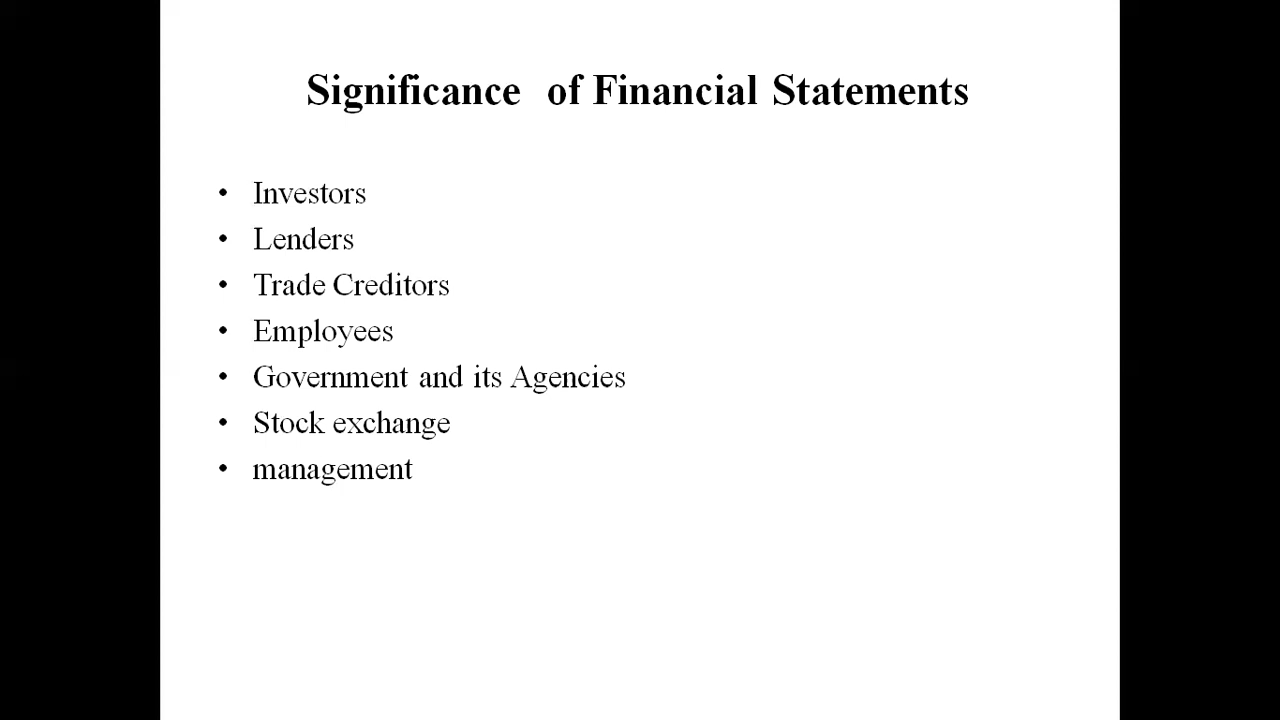 Significance of Financial Statements
• Investors
• Lenders
• Trade Creditors
• Employees
• Government and its Agencies
• Stock exchange
• management